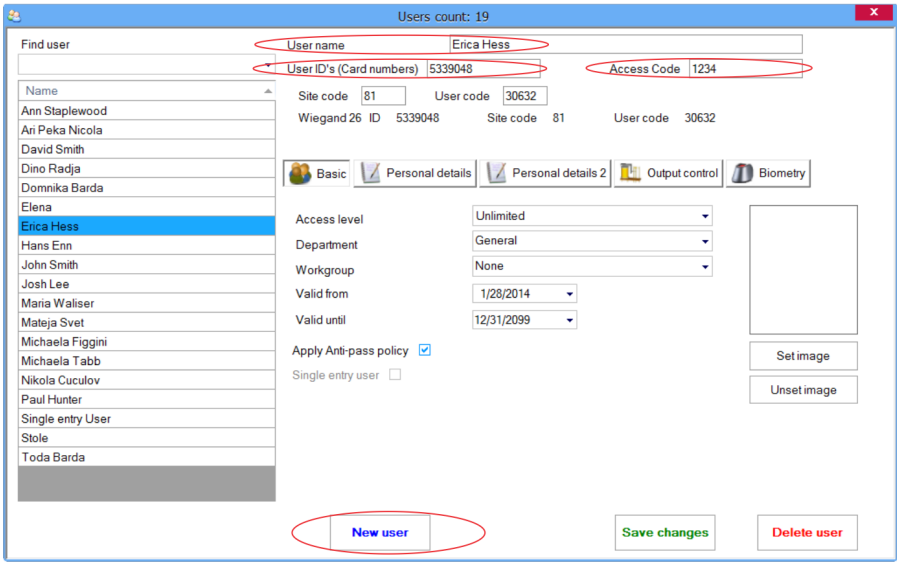 Users count: 19
x
Find user
User name Erica Hess
User ID's (Card numbers) 5339048 Access Code 1234
Site code 81 User code 30632
Wiegand 26 ID 5339048 Site code 81 User code 30632
Name
Ann Staplewood
Ari Peka Nicola
David Smith
Dino Radja
Domnika Barda
Elena
Erica Hess
Hans Enn
John Smith
Josh Lee
Maria Waliser
Mateja Svet
Michaela Figgini
Michaela Tabb
Nikola Cuculov
Paul Hunter
Single entry User
Stole
Toda Barda
Basic Personal details Personal details 2 Output control Biometry
Access level Unlimited
Department General
Workgroup None
Valid from 1/28/2014
Valid until 12/31/2099
Apply Anti-pass policy
Single entry user
Set image
Unset image
New user Save changes Delete user